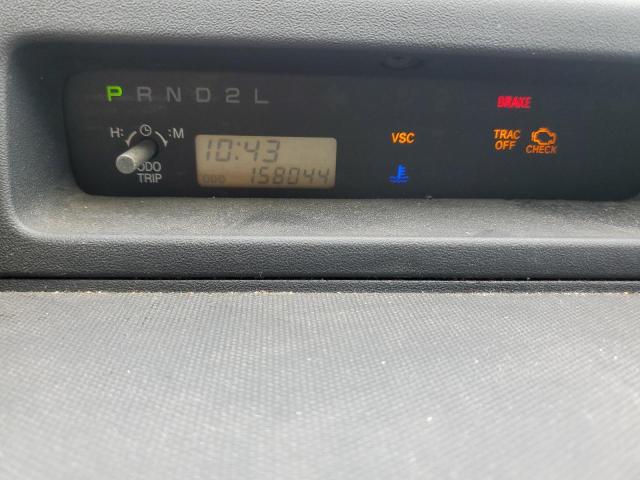 P R N D 2 L
BRAKE
H: :M
10:43
VSC
TRAC
OFF
CHECK
ODO
TRIP
ODO 158044